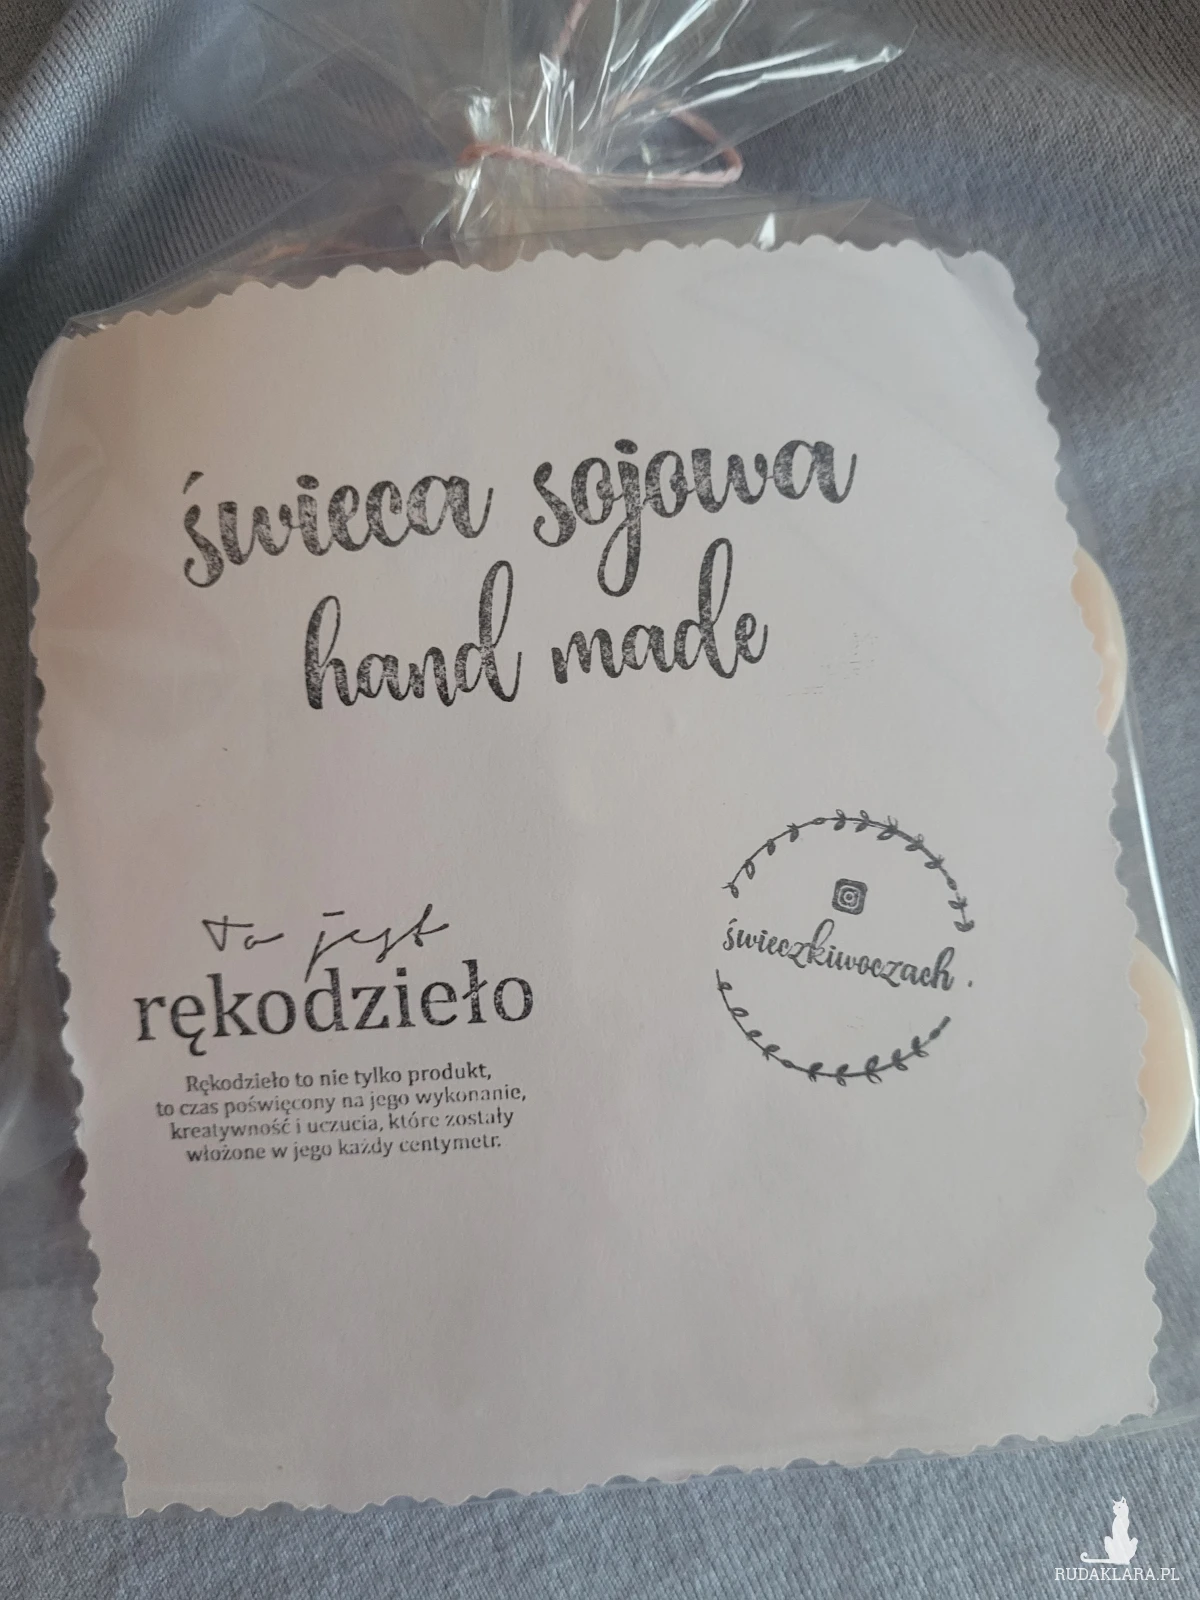 świeca sojowa
hand made
To jest
rękodzieło
Rękodzieło to nie tylko produkt,
to czas poświęcony na jego wykonanie,
kreatywność i uczucia, które zostały
włożone w jego każdy centymetr.
świeczkiwoczach .
RUDAKLARA.PL